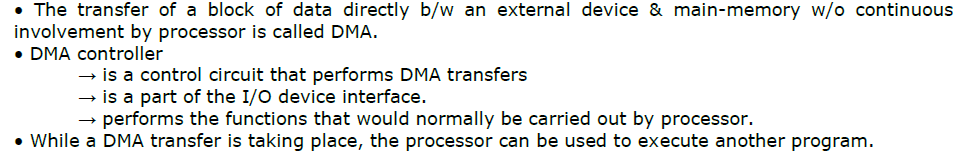 • The transfer of a block of data directly b/w an external device & main-memory w/o continuous
involvement by processor is called DMA.
• DMA controller
→ is a control circuit that performs DMA transfers
→ is a part of the I/O device interface.
→ performs the functions that would normally be carried out by processor.
• While a DMA transfer is taking place, the processor can be used to execute another program.